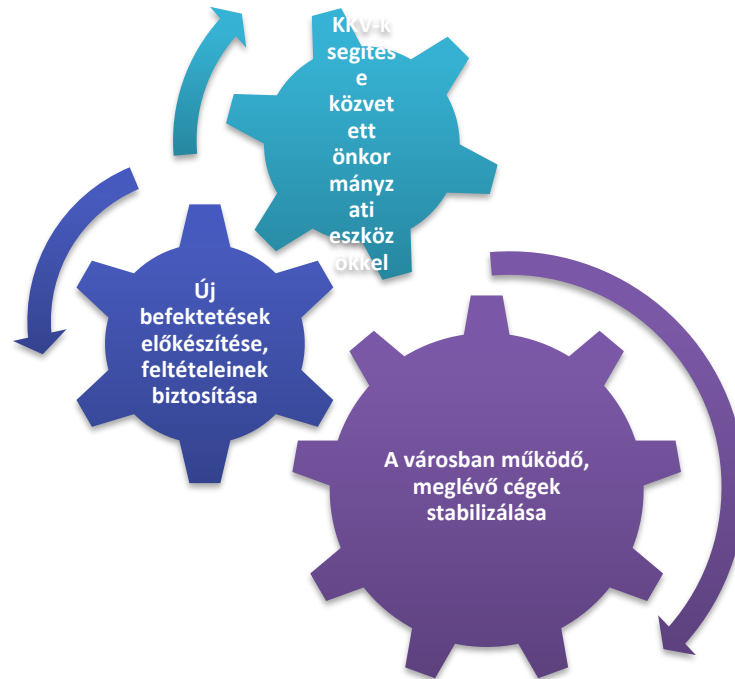 KKV-k
segítés
e
közvet
ett
önkor
mányz
ati
eszköz
ökkel
Új
befektetések
előkészítése,
feltételeinek
biztosítása
A városban működő,
meglévő cégek
stabilizálása